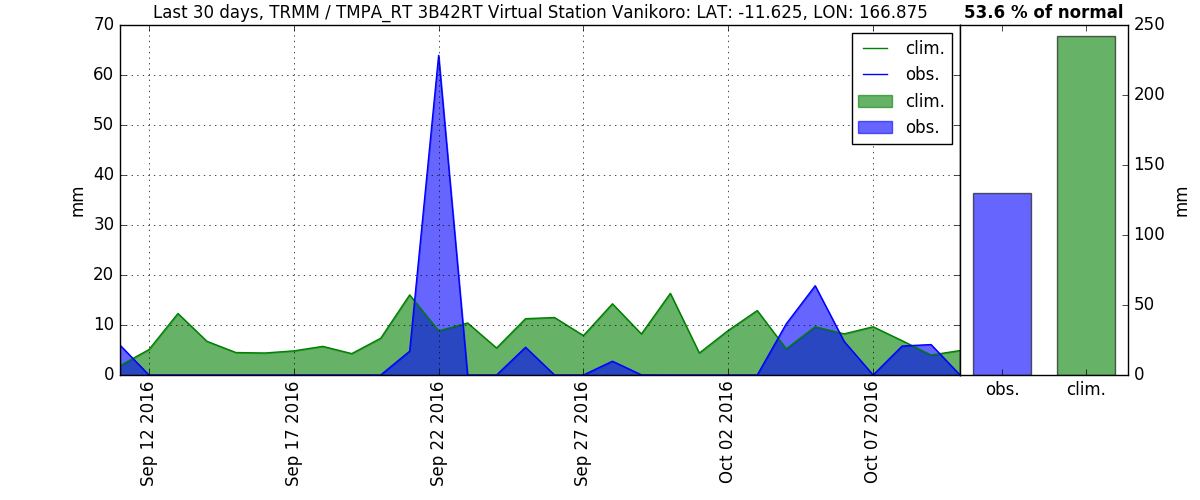 Last 30 days, TRMM / TMPA_RT 3B42RT Virtual Station Vanikoro: LAT: -11.625, LON: 166.875
53.6 % of normal
70
60
50
40
30
20
10
0
mm
clim.
obs.
clim.
obs.
Sep 12 2016
Sep 17 2016
Sep 22 2016
Sep 27 2016
Oct 02 2016
Oct 07 2016
250
200
150
100
50
0
mm
obs.
clim.